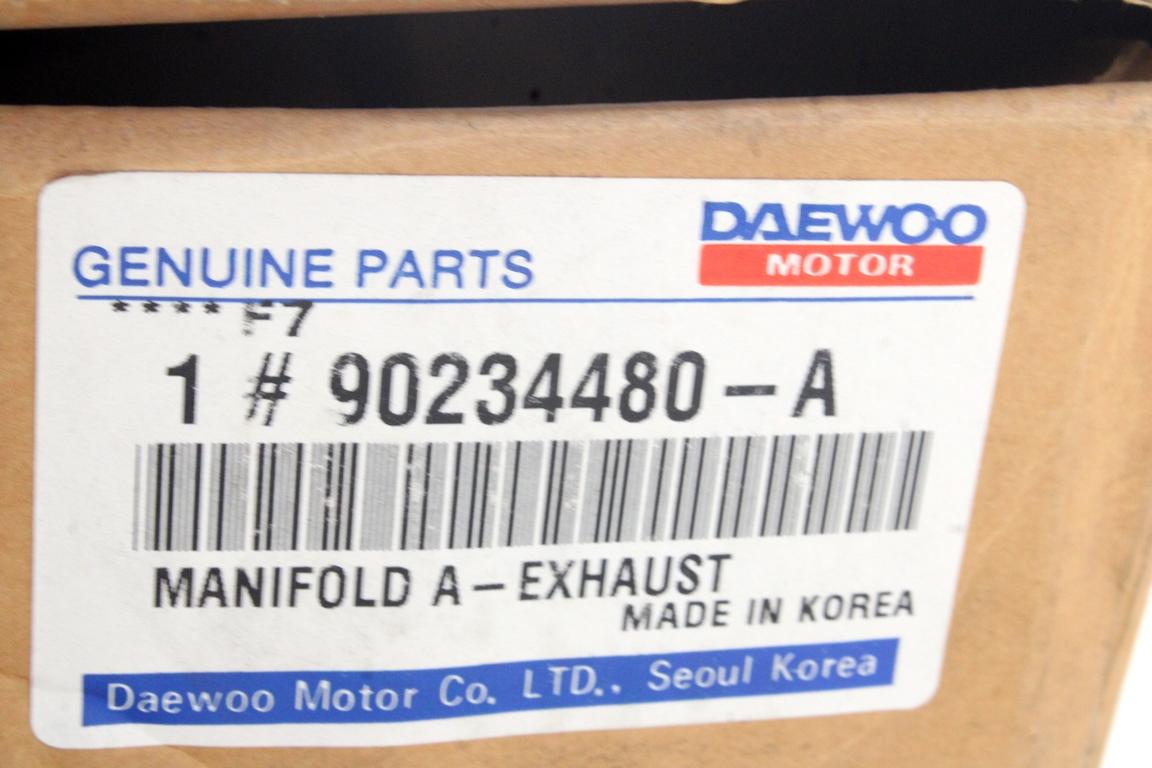 DAEWOO
MOTOR
GENUINE PARTS
**** F7
1 # 90234480-A
MANIFOLD A-EXHAUST
MADE IN KOREA
Daewoo Motor Co. LTD.. Seoul Korea